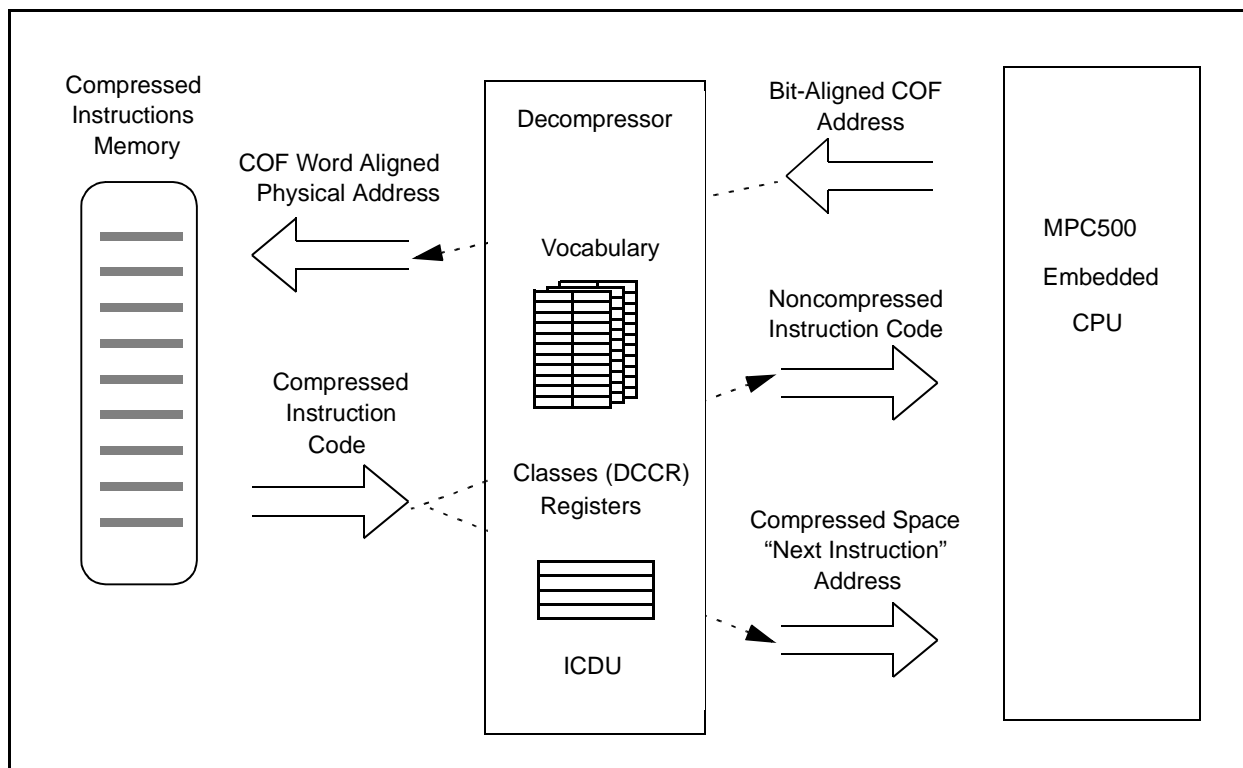 Compressed
Instructions
Memory
COF Word Aligned
Physical Address
Compressed
Instruction
Code
Decompressor
Vocabulary
Classes (DCCR)
Registers
ICDU
Bit-Aligned COF
Address
Noncompressed
Instruction Code
Compressed Space
“Next Instruction”
Address
MPC500
Embedded
CPU